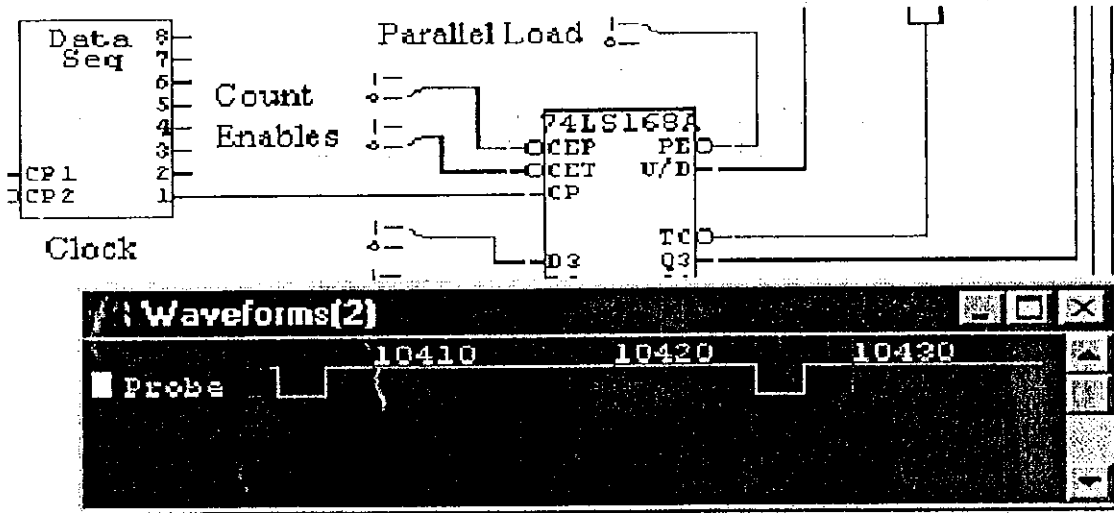 Data Seq
8
7
6
5
4
3
2
1
CP1
CP2
Clock
Count
Enables
Parallel Load
74LS168A
CEP
CET
CP
D3
PE
U/D
TC
Q3
Waveforms(2)
10410 10420 10430
Probe